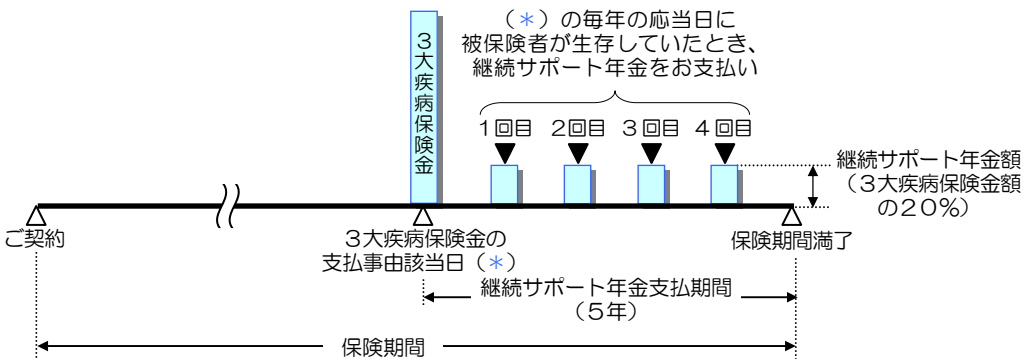 （＊）の毎年の応当日に
被保険者が生存していたとき、
継続サポート年金をお支払い
３大疾病保険金
１回目
２回目
３回目
４回目
継続サポート年金額
（３大疾病保険金額
の２０％）
ご契約
３大疾病保険金の
支払事由該当日（＊）
保険期間満了
継続サポート年金支払期間
（５年）
保険期間